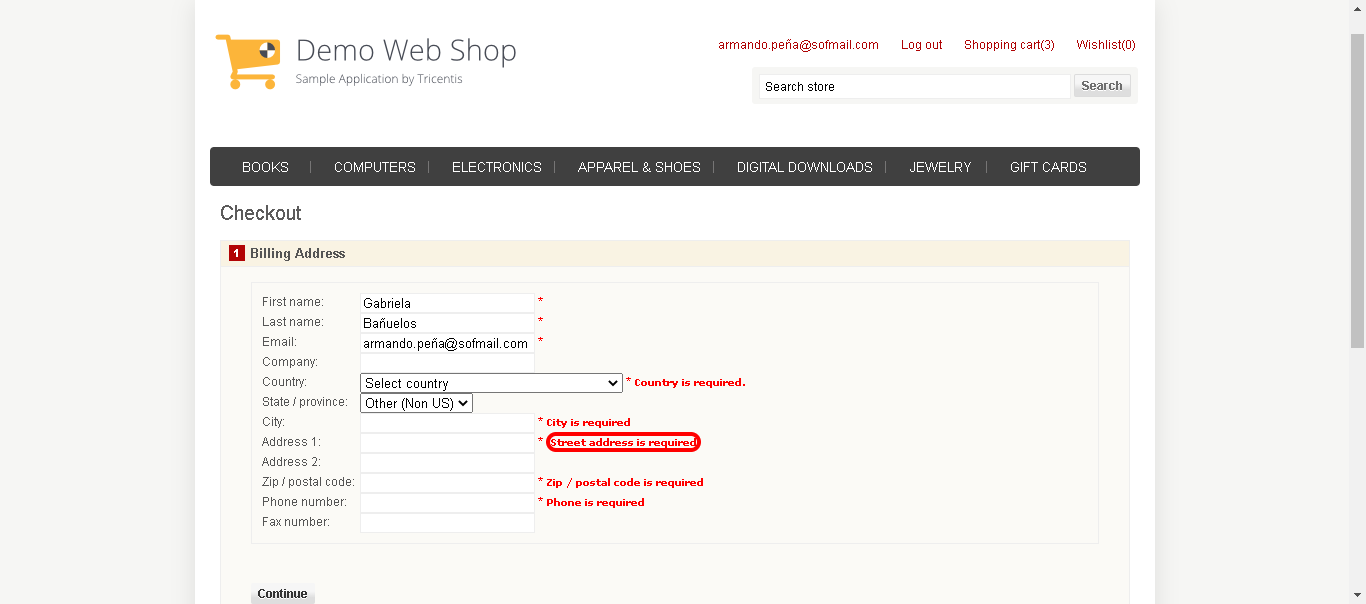 Demo Web Shop
Sample Application by Tricentis
armando.peña@sofmail.com Log out Shopping cart(3) Wishlist(0)
Search store Search
BOOKS COMPUTERS ELECTRONICS APPAREL & SHOES DIGITAL DOWNLOADS JEWELRY GIFT CARDS
Checkout
1 Billing Address
First name: Gabriela *
Last name: Bañuelos *
Email: armando.peña@sofmail.com *
Company:
Country: Select country * Country is required.
State / province: Other (Non US)
City: * City is required
Address 1: * Street address is required
Address 2:
Zip / postal code: * Zip / postal code is required
Phone number: * Phone is required
Fax number:
Continue